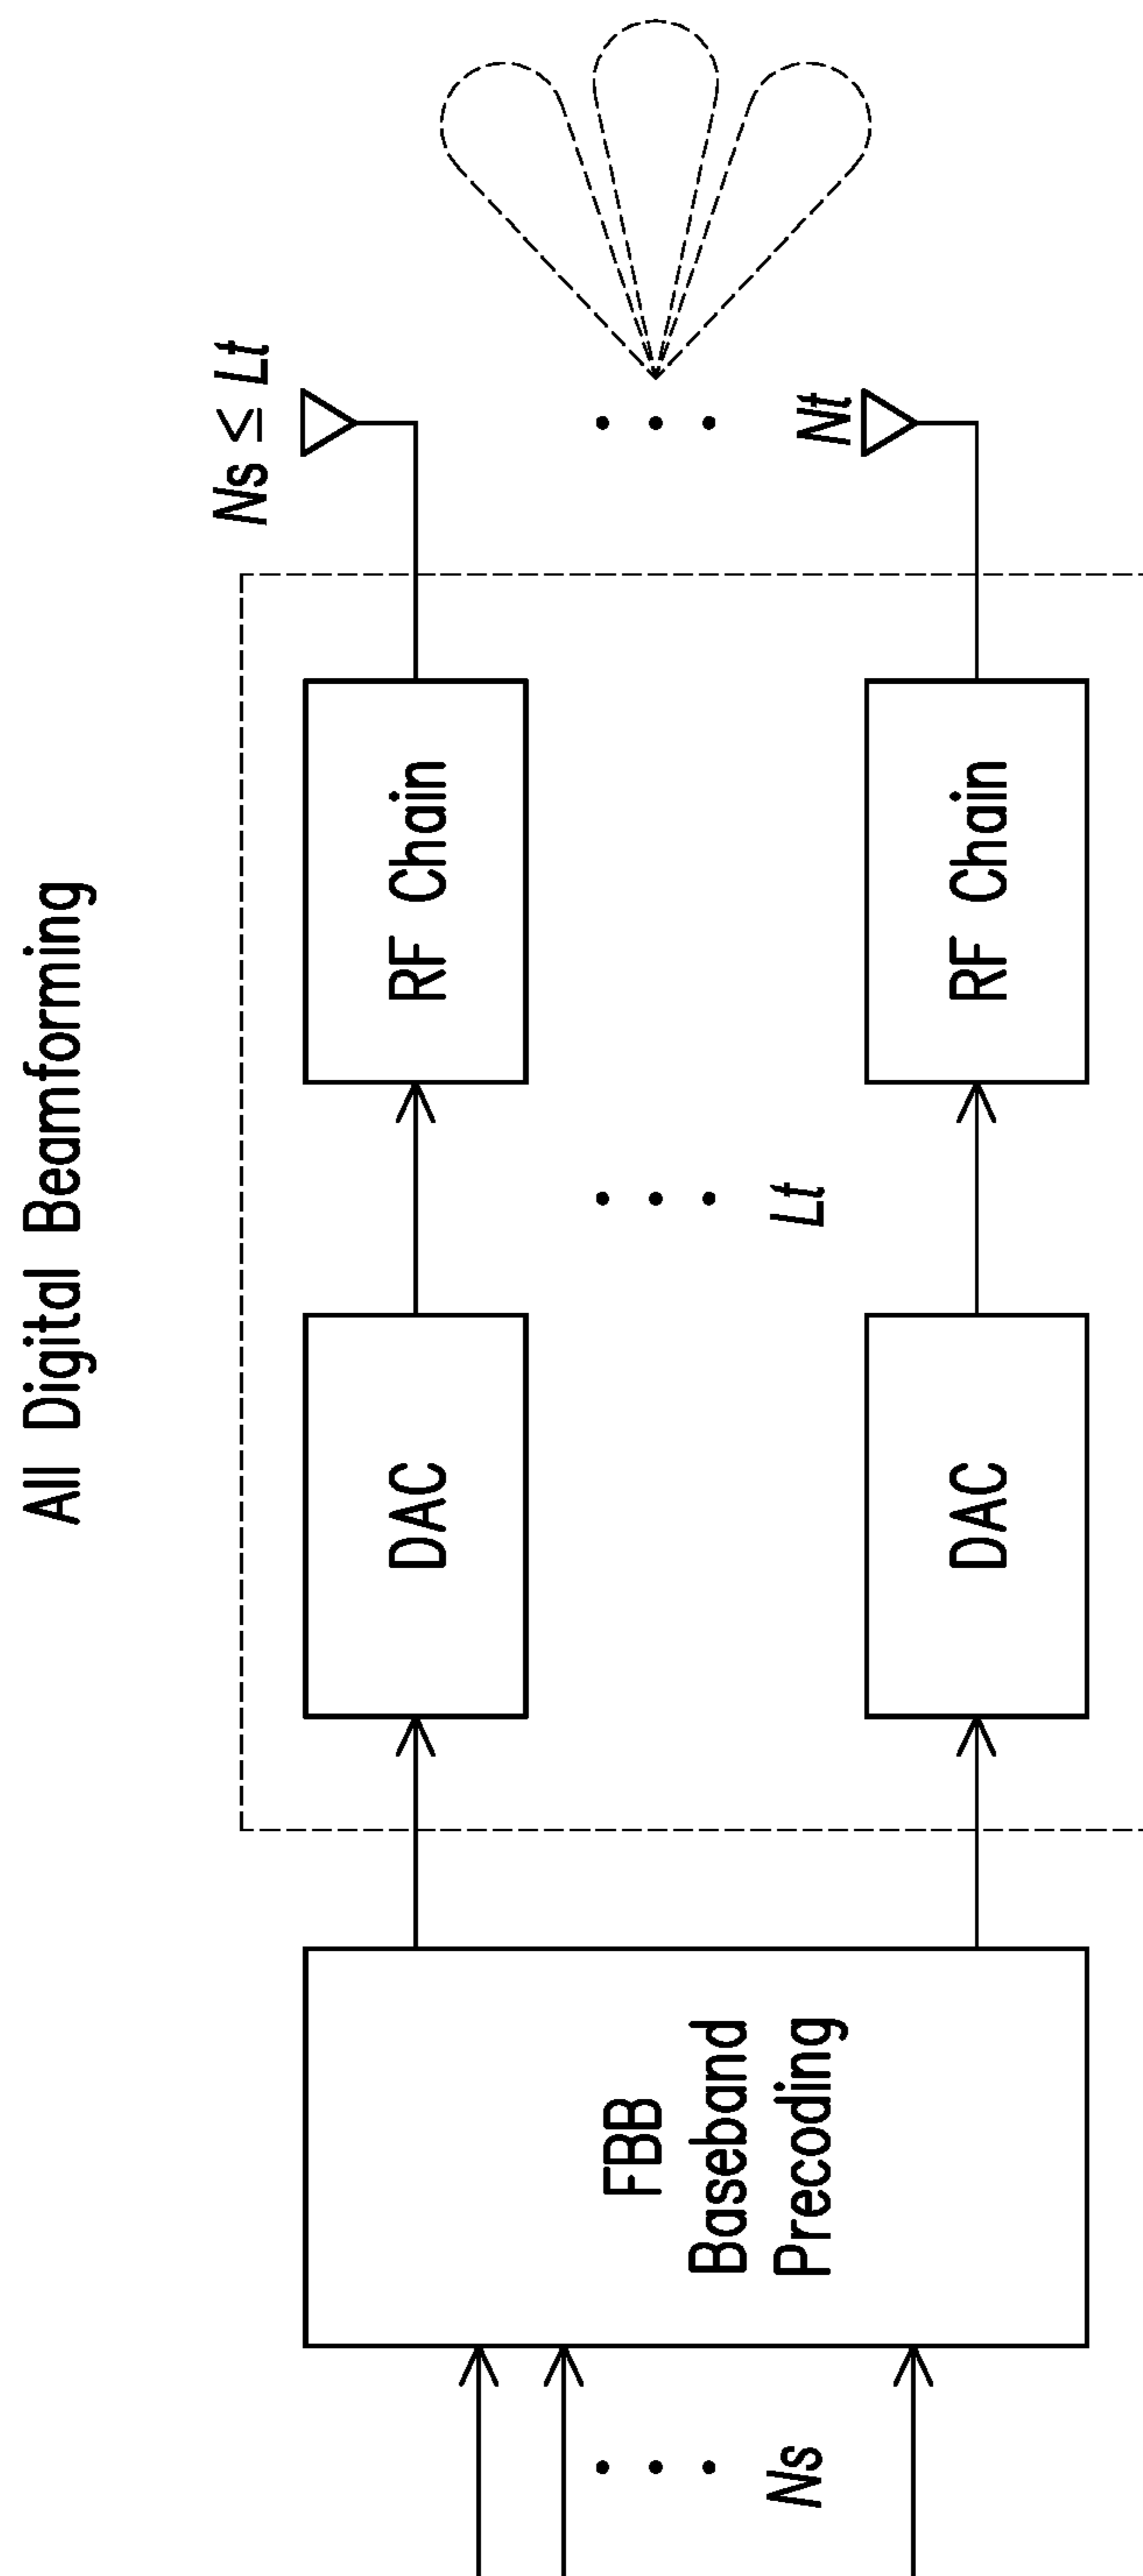 All Digital Beamforming
Ns ≤ Lt
FBB
Baseband
Precoding
DAC
RF Chain
Ns
Lt
Nt
DAC
RF Chain